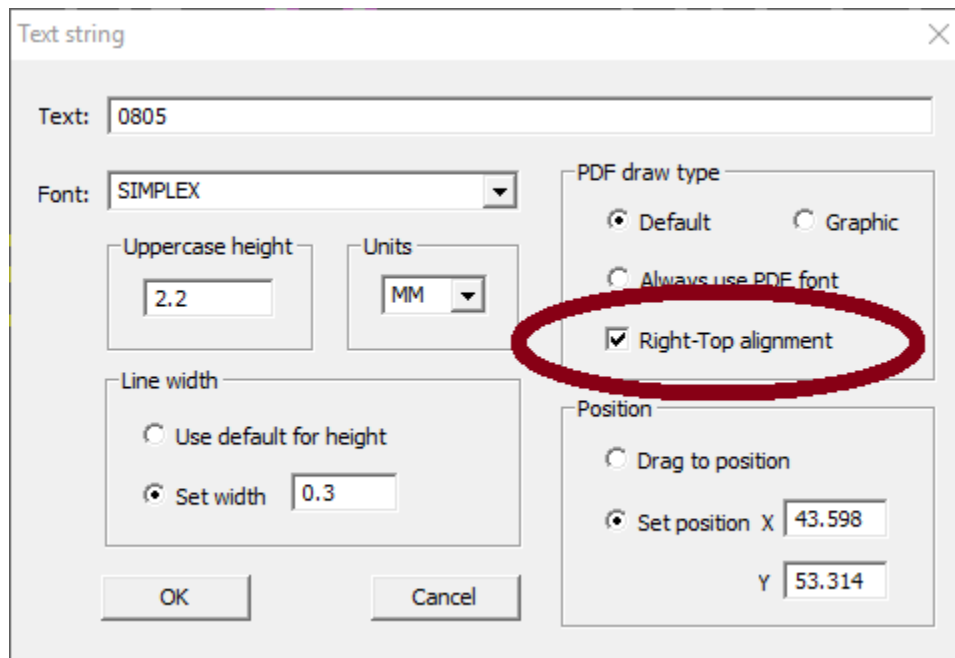 Text string
Text: 0805
Font: SIMPLEX
PDF draw type
Default Graphic
Always use PDF font
Right-Top alignment
Uppercase height
2.2
Units
MM
Line width
Use default for height
Set width 0.3
Position
Drag to position
Set position X 43.598
Y 53.314
OK Cancel